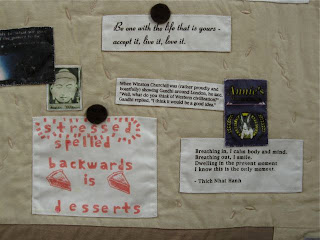 Be one with the life that is yours -
accept it, live it, love it.
When Winston Churchill was
boastfully showing Gandhi around London, he said,
"Well, what do you think of Western civilization?"
Gandhi replied, "I think it would be a good idea."
Annie's
stressed
spelled
backwards
is
desserts
Breathing in, I calm body and mind.
Breathing out, I smile.
Dwelling in the present moment
I know this is the only moment.
- Thich Nhat Hanh